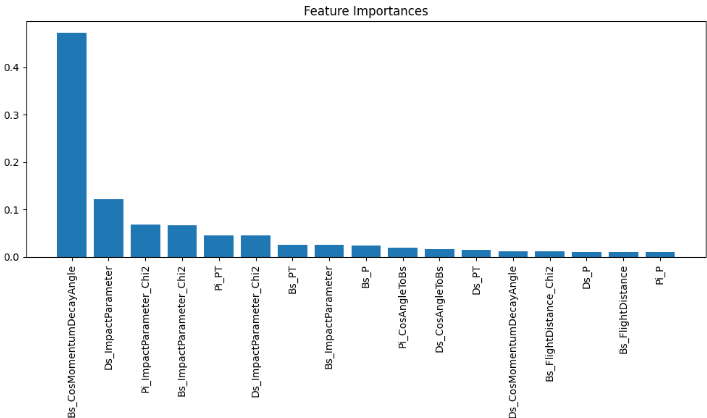 Feature Importances
0.4
0.3
0.2
0.1
0.0
Bs_CosMomentumDecayAngle
Ds_ImpactParameter
Pi_ImpactParameter_Chi2
Bs_ImpactParameter_Chi2
Pi_PT
Ds_ImpactParameter_Chi2
Bs_PT
Bs_ImpactParameter
Bs_P
Pi_CosAngleToBs
Ds_CosAngleToBs
Ds_PT
Ds_CosMomentumDecayAngle
Bs_FlightDistance_Chi2
Ds_P
Bs_FlightDistance
Pi_P